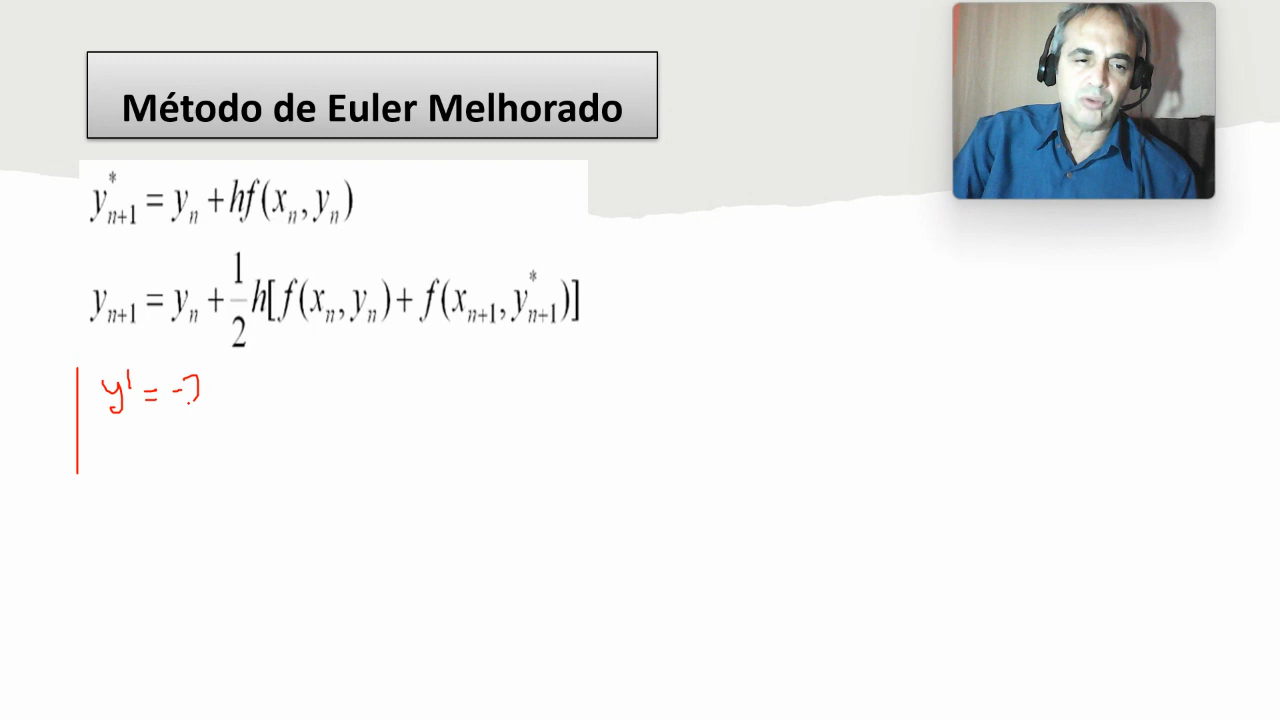 Método de Euler Melhorado
y*ₙ₊₁ = yₙ + hf(xₙ, yₙ)
yₙ₊₁ = yₙ + 1/2 h[f(xₙ, yₙ) + f(xₙ₊₁, y*ₙ₊₁)]
y' = -